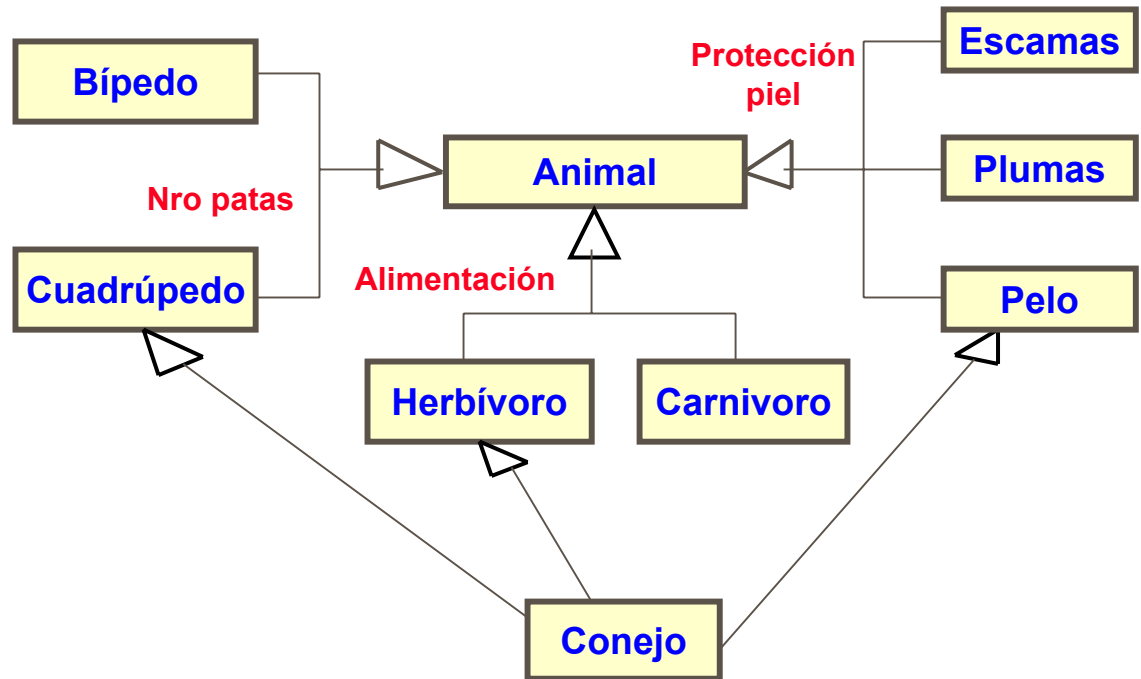 Bípedo
Protección
piel
Escamas
Animal
Plumas
Nro patas
Cuadrúpedo
Alimentación
Pelo
Herbívoro
Carnivoro
Conejo